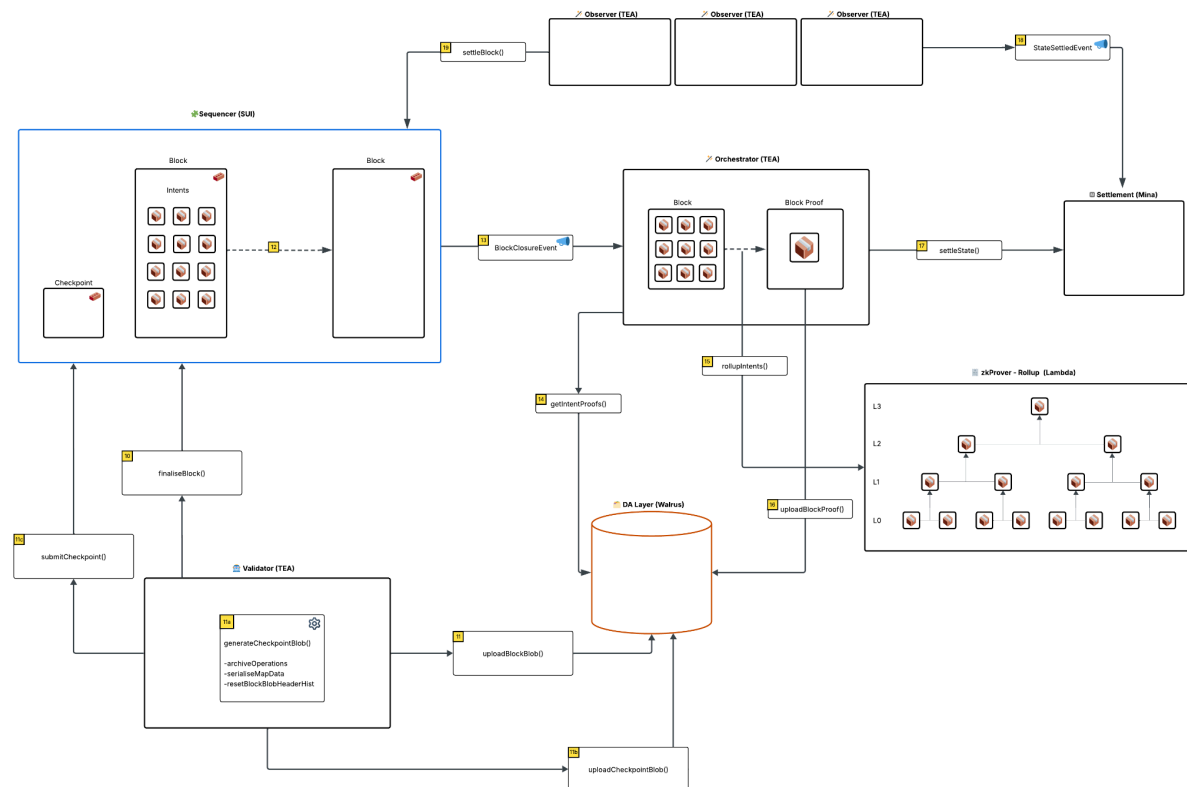 Observer (TEA)
Observer (TEA)
Observer (TEA)
19
settleBlock()
18
StateSettledEvent
Sequencer (SUI)
Block
Intents
Block
12
Checkpoint
13
BlockClosureEvent
Orchestrator (TEA)
Block
Block Proof
17
settleState()
Settlement (Mina)
15
rollupIntents()
14
getIntentProofs()
zkProver - Rollup (Lambda)
L3
L2
L1
L0
10
finaliseBlock()
16
uploadBlockProof()
DA Layer (Walrus)
11c
submitCheckpoint()
Validator (TEA)
11a
generateCheckpointBlob()
-archiveOperations
-serialiseMapData
-resetBlockBlobHeaderHist
11
uploadBlockBlob()
11b
uploadCheckpointBlob()